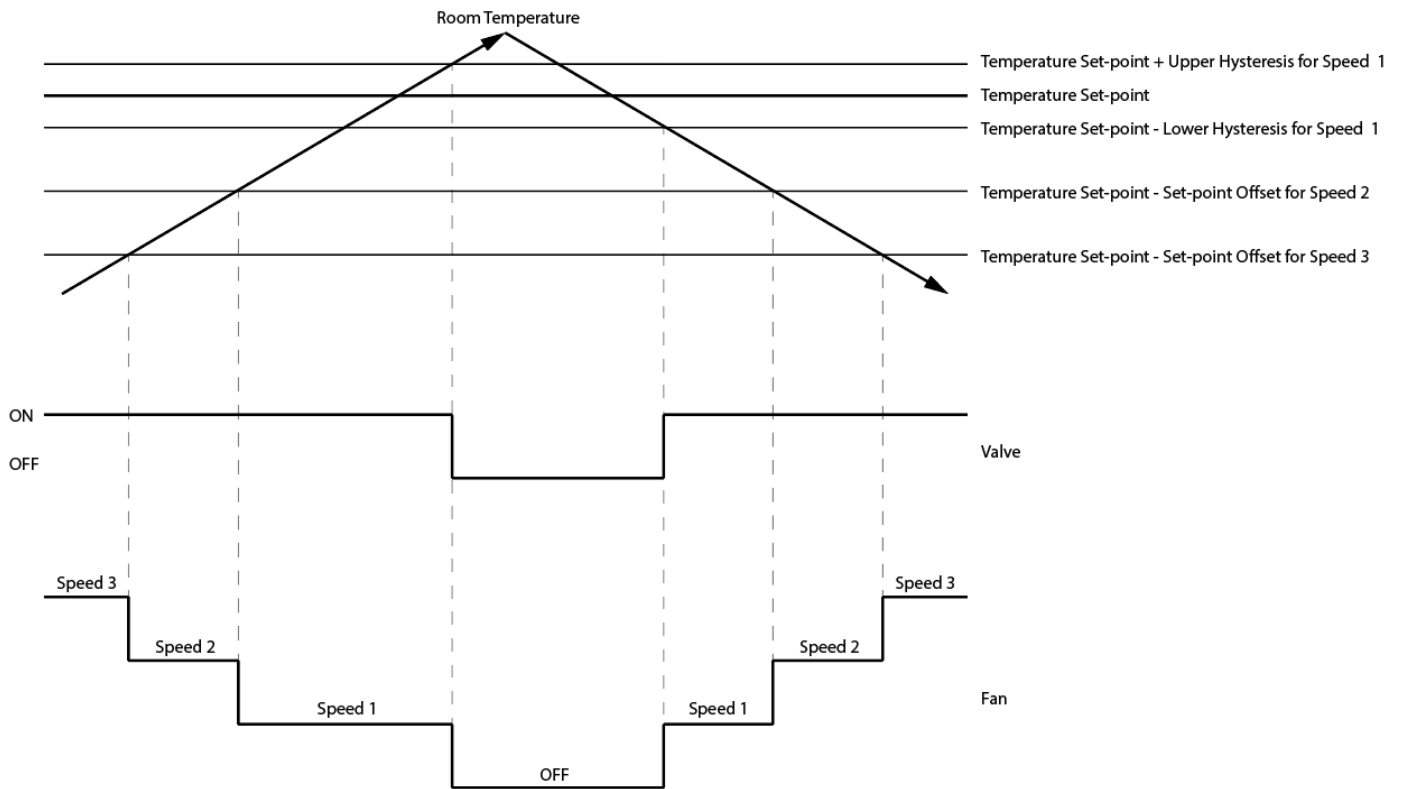 Room Temperature
Temperature Set-point + Upper Hysteresis for Speed 1
Temperature Set-point
Temperature Set-point - Lower Hysteresis for Speed 1
Temperature Set-point - Set-point Offset for Speed 2
Temperature Set-point - Set-point Offset for Speed 3
ON
OFF
Valve
Speed 3
Speed 3
Speed 2
Speed 2
Fan
Speed 1
Speed 1
OFF